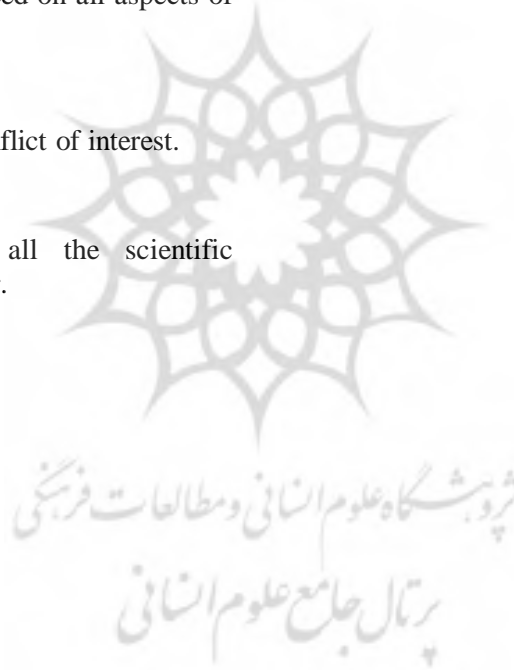 on all aspects of
flict of interest.
all the scientific
پژوهشگاه علوم انسانی و مطالعات فرهنگی
پرتال جامع علوم انسانی